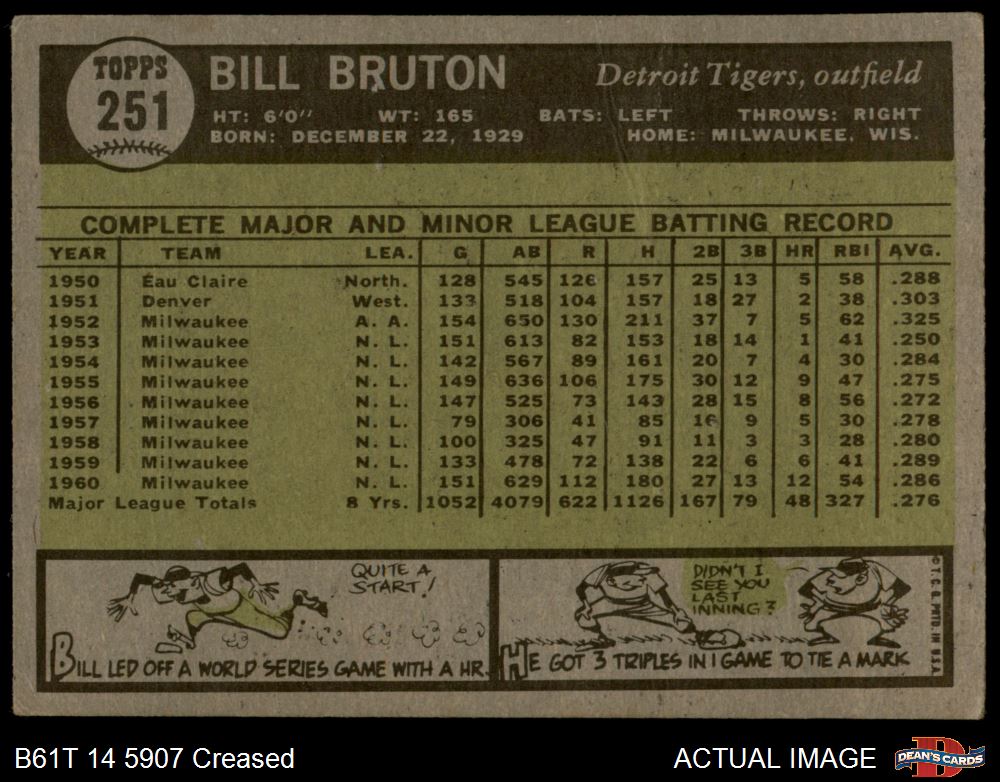 TOPPS
251
BILL BRUTON
Detroit Tigers, outfield
HT: 6'0" WT: 165 BATS: LEFT THROWS: RIGHT
BORN: DECEMBER 22, 1929 HOME: MILWAUKEE, WIS.
COMPLETE MAJOR AND MINOR LEAGUE BATTING RECORD
YEAR TEAM LEA. G AB R H 2B 3B HR RBI AVG.
1950 Eau Claire North. 128 545 126 157 25 13 5 58 .288
1951 Denver West. 133 518 104 157 18 27 2 38 .303
1952 Milwaukee A. A. 154 650 130 211 37 7 5 62 .325
1953 Milwaukee N. L. 151 613 82 153 18 14 1 41 .250
1954 Milwaukee N. L. 142 567 89 161 20 7 4 30 .284
1955 Milwaukee N. L. 149 636 106 175 30 12 9 47 .275
1956 Milwaukee N. L. 147 525 73 143 28 15 8 56 .272
1957 Milwaukee N. L. 79 306 41 85 16 9 5 30 .278
1958 Milwaukee N. L. 100 325 47 91 11 3 3 28 .280
1959 Milwaukee N. L. 133 478 72 138 22 6 6 41 .289
1960 Milwaukee N. L. 151 629 112 180 27 13 12 54 .286
Major League Totals 8 Yrs. 1052 4079 622 1126 167 79 48 327 .276
QUITE A
START!
BILL LED OFF A WORLD SERIES GAME WITH A HR.
DIDN'T I
SEE YOU
LAST
INNING?
HE GOT 3 TRIPLES IN 1 GAME TO TIE A MARK
© T. C. G. PRTD. IN U.S.A.
B61T 14 5907 Creased
ACTUAL IMAGE
D
DEAN'S CARDS